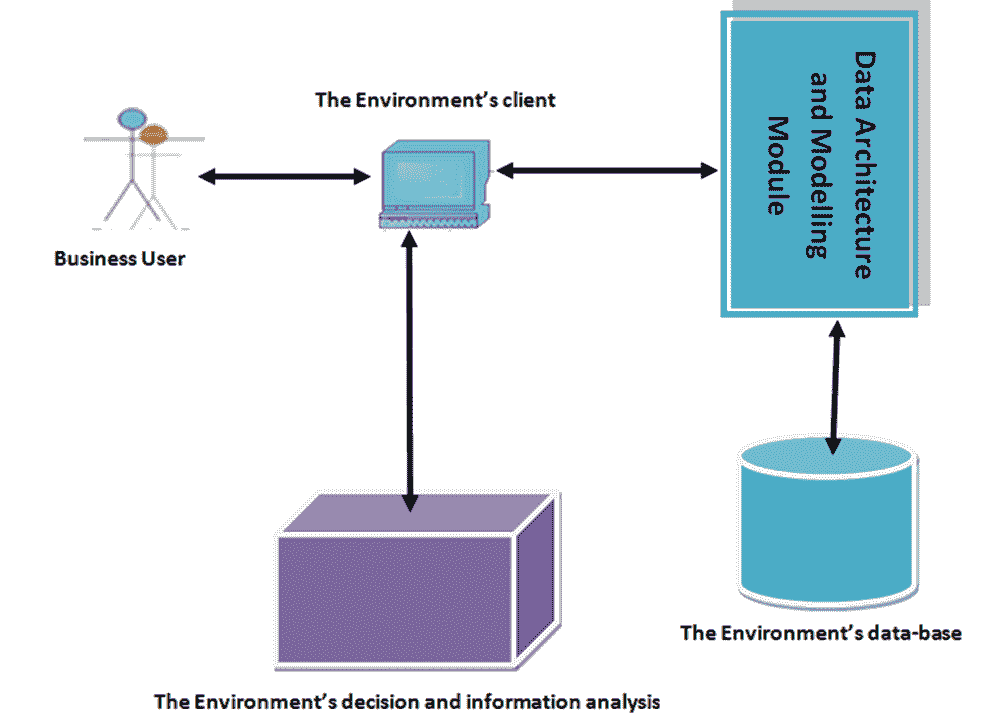 The Environment's client
Data Architecture
and Modelling
Module
Business User
The Environment's data-base
The Environment's decision and information analysis